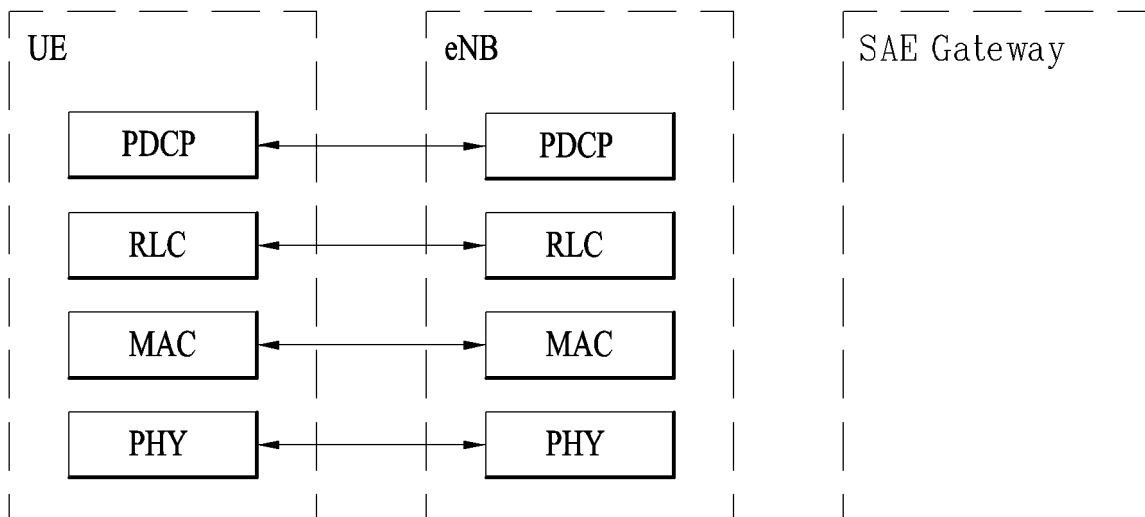 UE
eNB
SAE Gateway
PDCP
PDCP
RLC
RLC
MAC
MAC
PHY
PHY